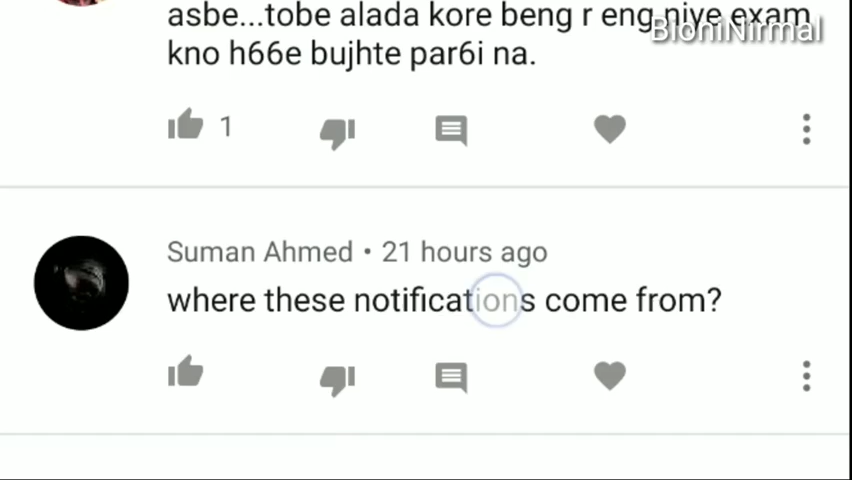 asbe...tobe alada kore beng r eng niye exam
BioniNirmal
kno h66e bujhte par6i na.
1
Suman Ahmed • 21 hours ago
where these notifications come from?